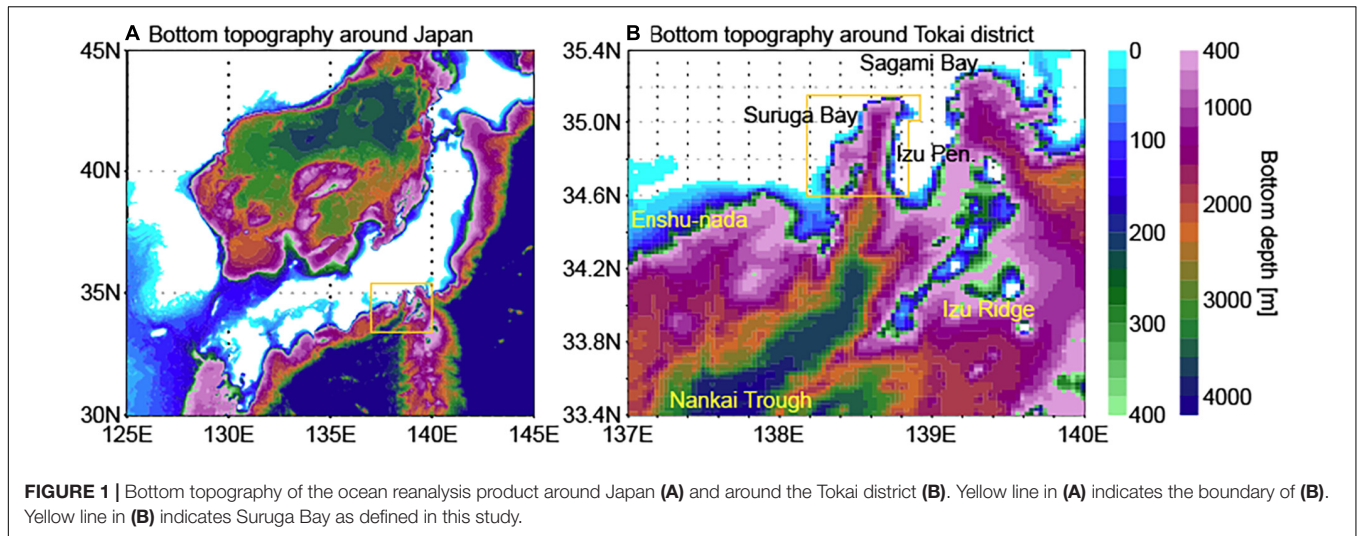 A Bottom topography around Japan
45N
40N
35N
30N
125E 130E 135E 140E 145E
B Bottom topography around Tokai district
35.4N
35.0N
34.6N
34.2N
33.8N
33.4N
137E 138E 139E 140E
Sagami Bay
Suruga Bay
Izu Pen.
Enshu-nada
Izu Ridge
Nankai Trough
0
100
200
300
400
400
1000
2000
3000
4000
Bottom depth [m]
FIGURE 1 | Bottom topography of the ocean reanalysis product around Japan (A) and around the Tokai district (B). Yellow line in (A) indicates the boundary of (B).
Yellow line in (B) indicates Suruga Bay as defined in this study.